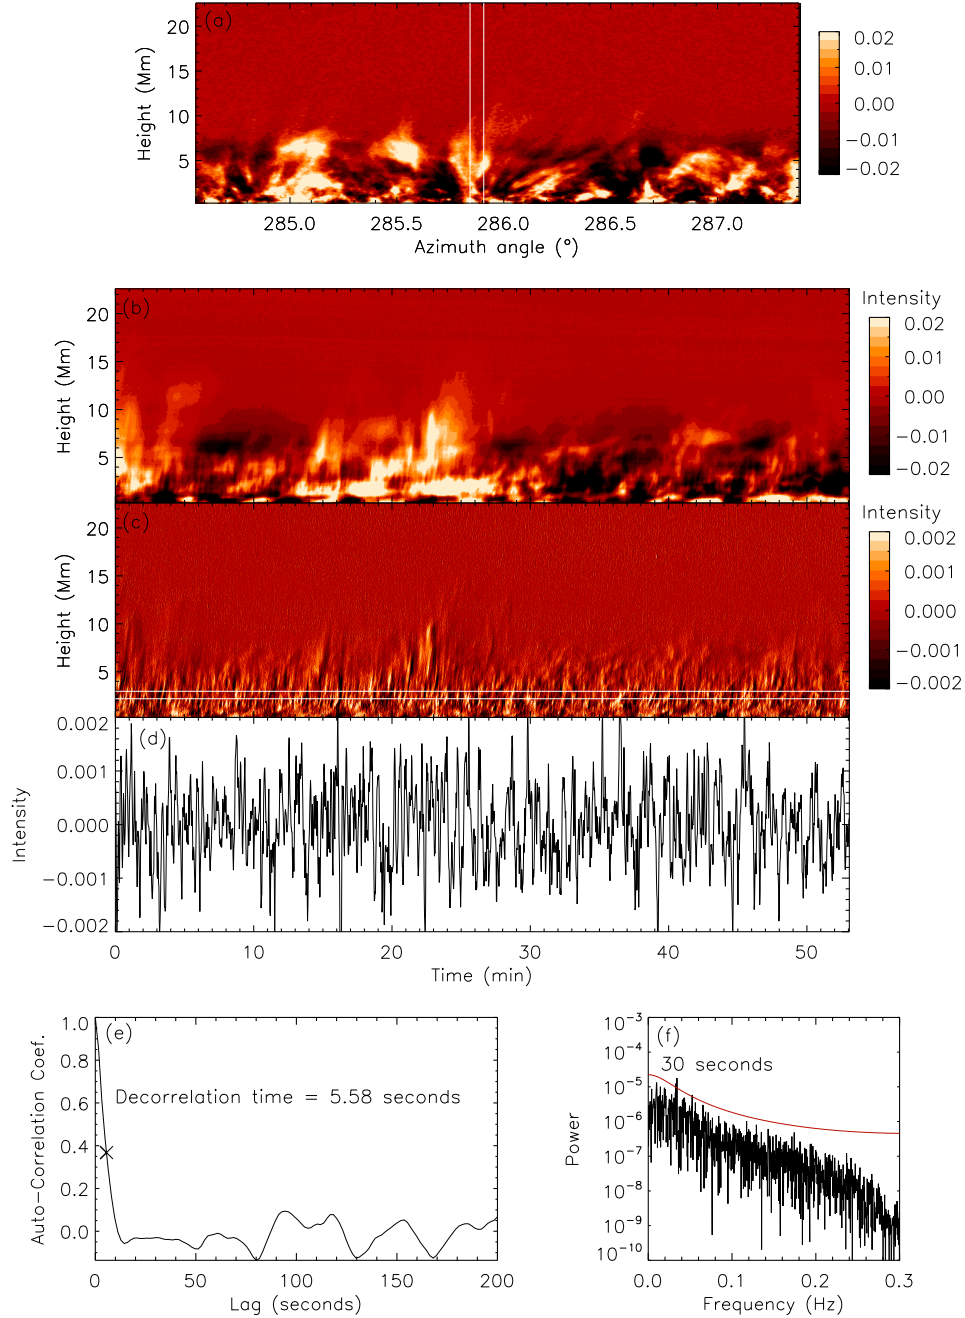 (a)
20
15
10
5
Height (Mm)
285.0 285.5 286.0 286.5 287.0
Azimuth angle (°)
0.02
0.01
0.00
−0.01
−0.02
(b)
20
15
10
5
Height (Mm)
Intensity
0.02
0.01
0.00
−0.01
−0.02
(c)
20
15
10
5
Height (Mm)
Intensity
0.002
0.001
0.000
−0.001
−0.002
(d)
0.002
0.001
0.000
−0.001
−0.002
Intensity
0 10 20 30 40 50
Time (min)
(e)
1.0
0.8
0.6
0.4
0.2
0.0
Auto−Correlation Coef.
Decorrelation time = 5.58 seconds
0 50 100 150 200
Lag (seconds)
(f)
30 seconds
10−3
10−4
10−5
10−6
10−7
10−8
10−9
10−10
Power
0.0 0.1 0.2 0.3
Frequency (Hz)